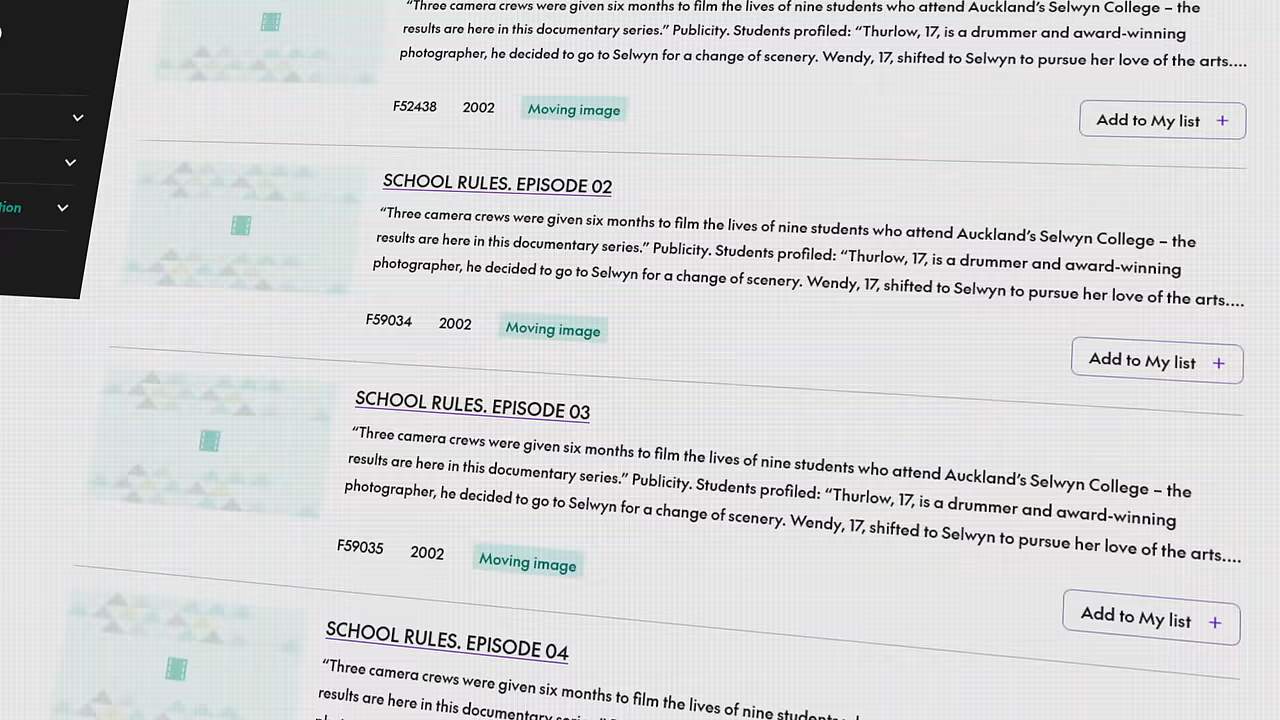 “Three camera crews were given six months to film the lives of nine students who attend Auckland’s Selwyn College – the
results are here in this documentary series.” Publicity. Students profiled: “Thurlow, 17, is a drummer and award-winning
photographer, he decided to go to Selwyn for a change of scenery. Wendy, 17, shifted to Selwyn to pursue her love of the arts....
F52438 2002 Moving image
Add to My list +
SCHOOL RULES. EPISODE 02
“Three camera crews were given six months to film the lives of nine students who attend Auckland’s Selwyn College – the
results are here in this documentary series.” Publicity. Students profiled: “Thurlow, 17, is a drummer and award-winning
photographer, he decided to go to Selwyn for a change of scenery. Wendy, 17, shifted to Selwyn to pursue her love of the arts....
F59034 2002 Moving image
Add to My list +
tion
SCHOOL RULES. EPISODE 03
“Three camera crews were given six months to film the lives of nine students who attend Auckland’s Selwyn College – the
results are here in this documentary series.” Publicity. Students profiled: “Thurlow, 17, is a drummer and award-winning
photographer, he decided to go to Selwyn for a change of scenery. Wendy, 17, shifted to Selwyn to pursue her love of the arts....
F59035 2002 Moving image
Add to My list +
SCHOOL RULES. EPISODE 04
“Three camera crews were given six months to film the lives of nine students
results are here in this documentary